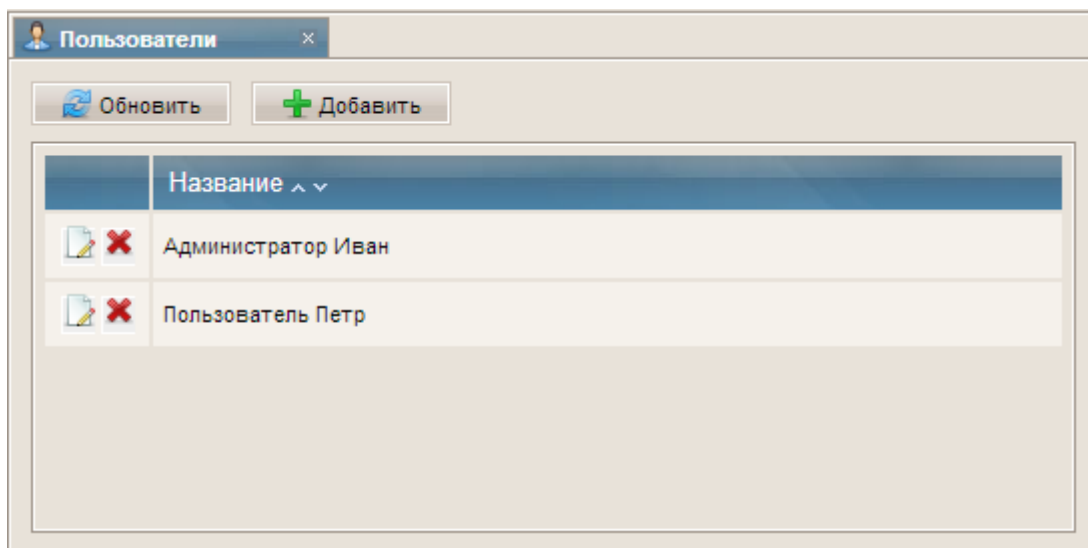 Пользователи
Обновить Добавить
Название
Администратор Иван
Пользователь Петр